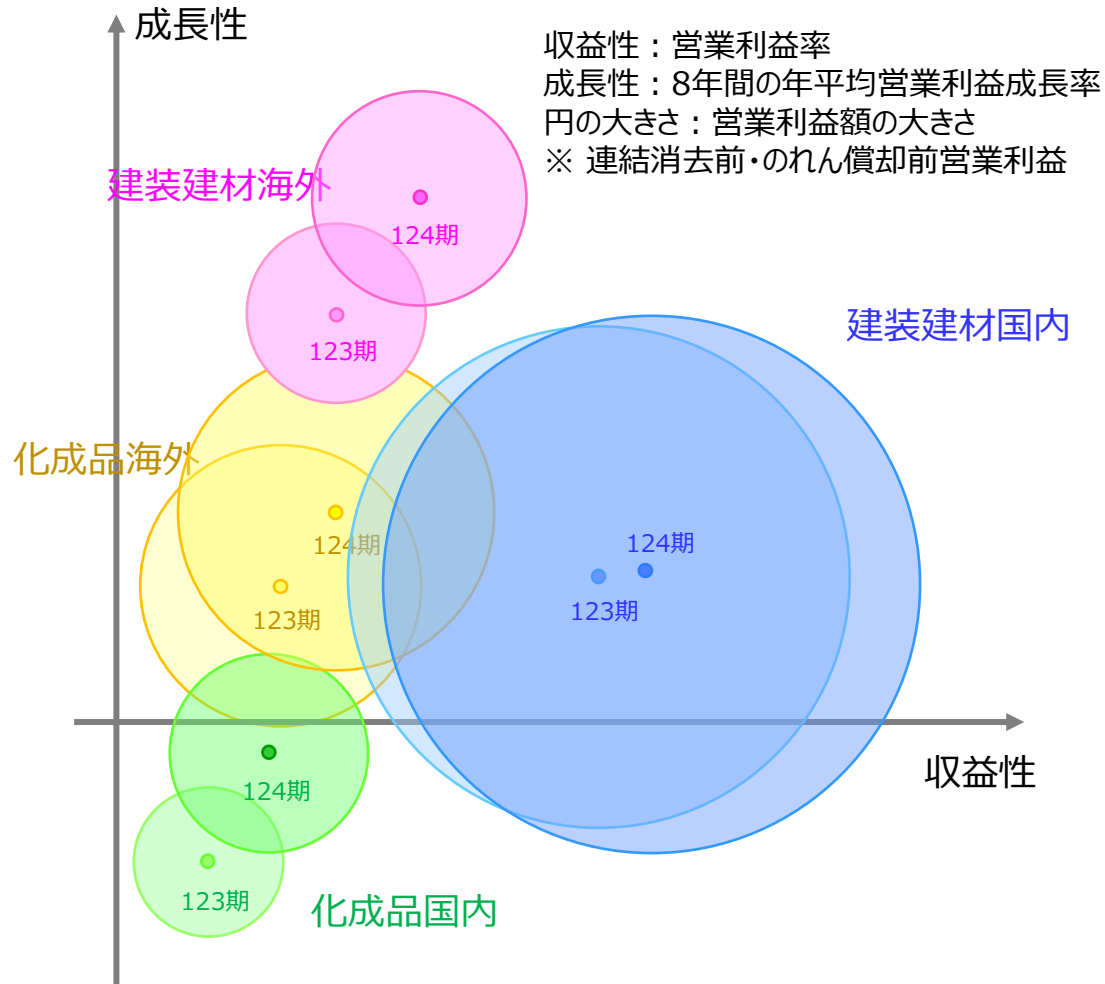 成長性
収益性：営業利益率
成長性：8年間の年平均営業利益成長率
円の大きさ：営業利益額の大きさ
※ 連結消去前・のれん償却前営業利益
建装建材海外
124期
123期
建装建材国内
化成品海外
124期
123期
124期
123期
収益性
124期
123期
化成品国内